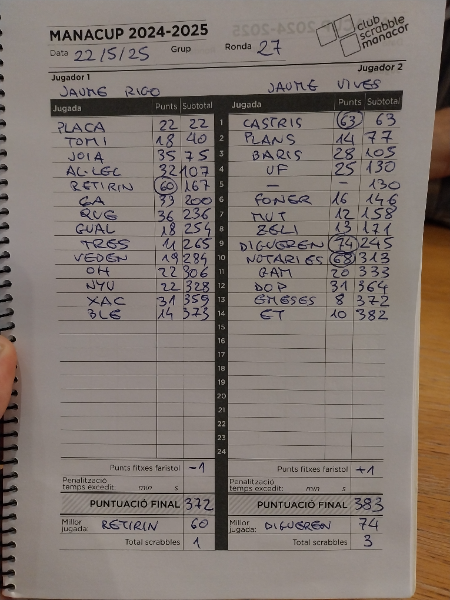 MANACUP 2024-2025
Data 22/5/25 Grup Ronda 27
club scrabble manacor
Jugador 1 Jugador 2
JAUME RIGO JAUME VIVES
Jugada Punts Subtotal Jugada Punts Subtotal
PLACA 22 22 1 CASTRIS 63 63
TOMI 18 40 2 PLANS 14 77
JOIA 35 75 3 BARIS 28 105
AL·LEC 32 107 4 UF 25 130
RETIRIN 60 167 5 – – 130
GA 33 200 6 FONER 16 146
QUE 36 236 7 MUT 12 158
GUAL 18 254 8 ZELI 13 171
TRES 11 265 9 DIGUEREN 74 245
VEDEN 19 284 10 NOTARIES 68 313
OH 22 306 11 GAM 20 333
NYU 22 328 12 DOP 31 364
XAC 31 359 13 EMESES 8 372
BLE 14 373 14 ET 10 382
15
16
17
18
19
20
21
22
23
24
Punts fitxes faristol -1 Punts fitxes faristol +1
Penalització temps excedit: min s Penalització temps excedit: min s
PUNTUACIÓ FINAL 372 PUNTUACIÓ FINAL 383
Millor jugada: RETIRIN 60 Millor jugada: DIGUEREN 74
Total scrabbles 1 Total scrabbles 3